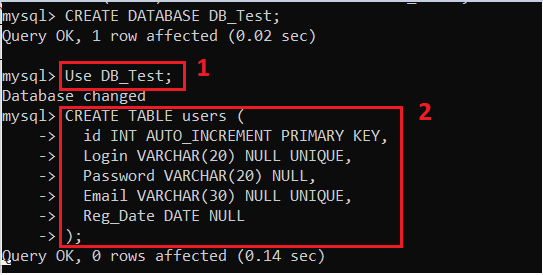 mysql> CREATE DATABASE DB_Test;
Query OK, 1 row affected (0.02 sec)
mysql> Use DB_Test; 1
Database changed
mysql> CREATE TABLE users ( 2
    ->   id INT AUTO_INCREMENT PRIMARY KEY,
    ->   Login VARCHAR(20) NULL UNIQUE,
    ->   Password VARCHAR(20) NULL,
    ->   Email VARCHAR(30) NULL UNIQUE,
    ->   Reg_Date DATE NULL
    -> );
Query OK, 0 rows affected (0.14 sec)